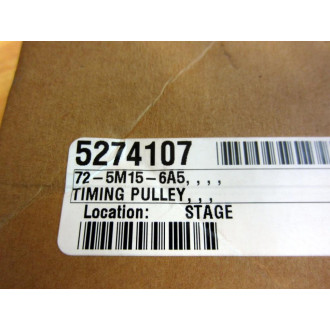 5274107
72-5M15-6A5, , , ,
TIMING PULLEY, , ,
Location: STAGE